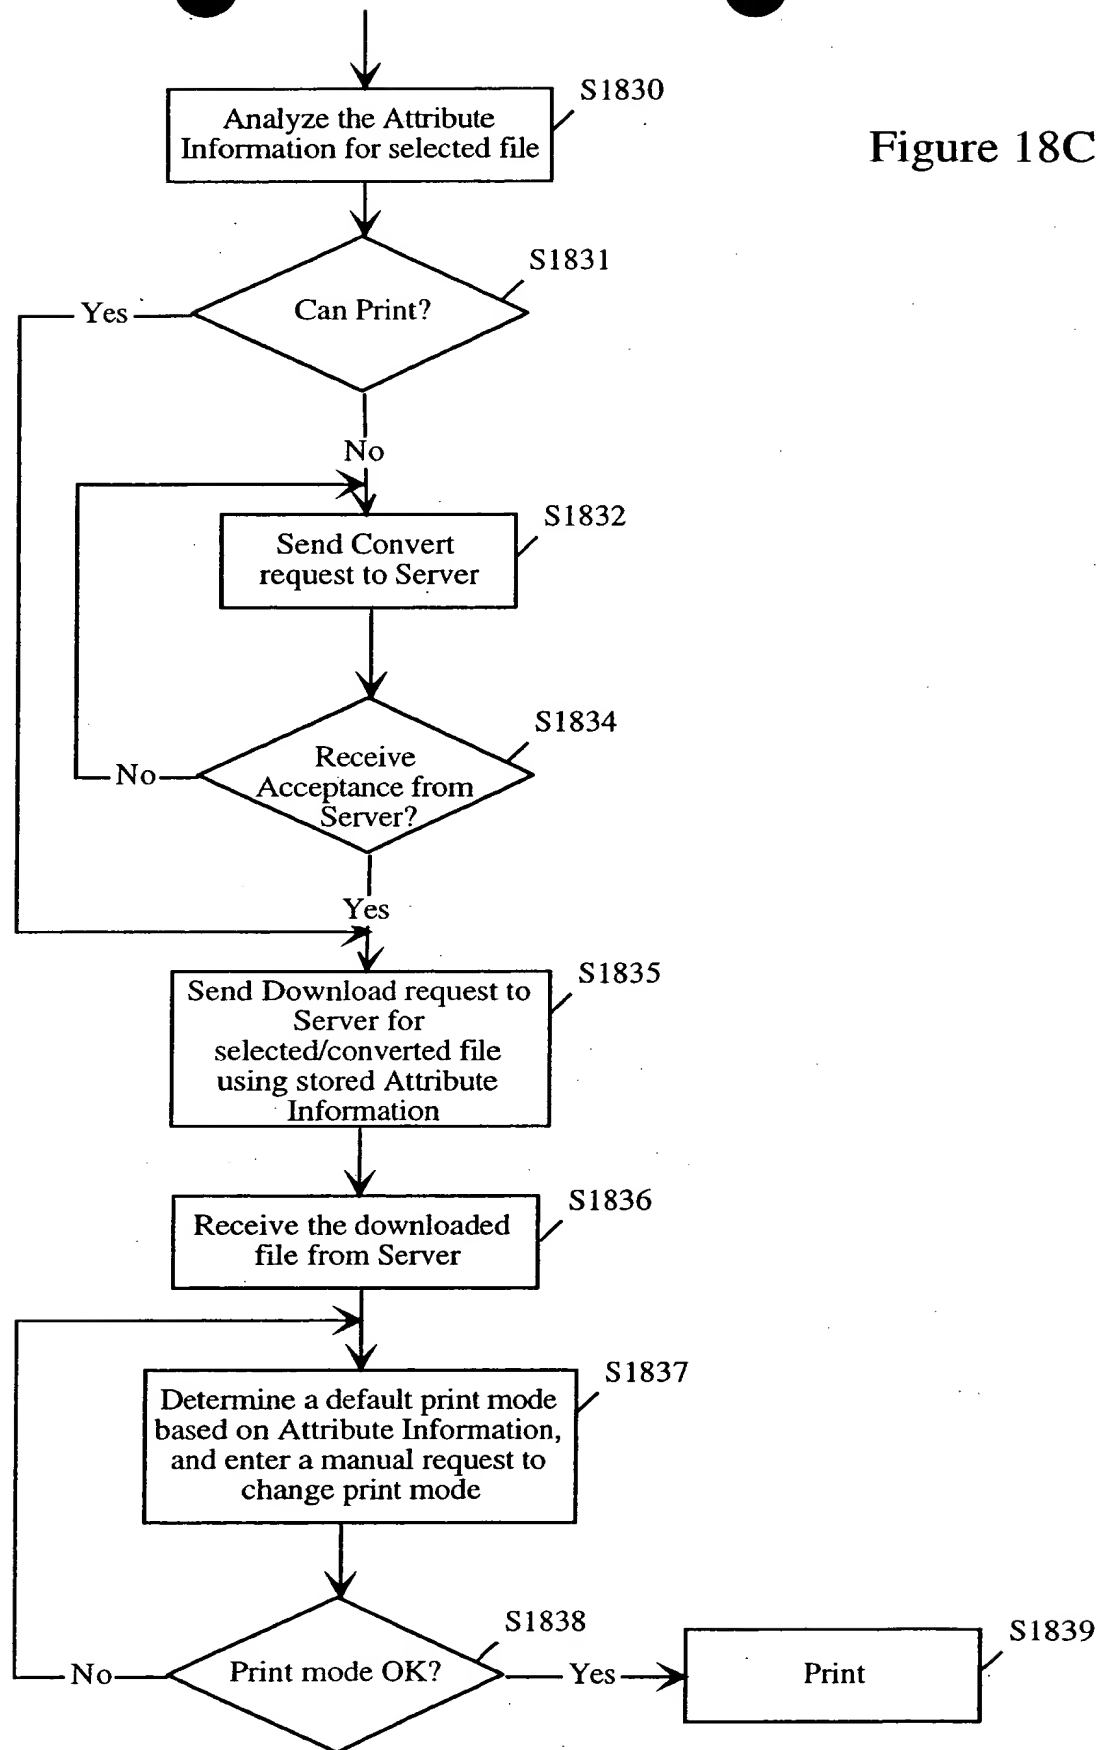 S1830
Analyze the Attribute
Information for selected file
Figure 18C
S1831
Can Print?
Yes
No
S1832
Send Convert
request to Server
S1834
Receive
Acceptance from
Server?
No
Yes
S1835
Send Download request to
Server for
selected/converted file
using stored Attribute
Information
S1836
Receive the downloaded
file from Server
S1837
Determine a default print mode
based on Attribute Information,
and enter a manual request to
change print mode
S1838
Print mode OK?
No
Yes
S1839
Print